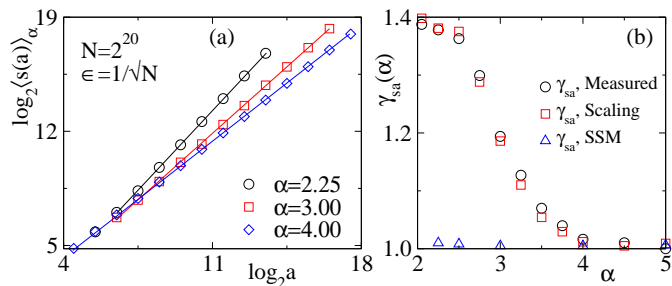 19
12
5
4
11
18
log₂⟨s(a)⟩α
log₂a
(a)
N=2²⁰
∈=1/√N
α=2.25
α=3.00
α=4.00
1.4
1.2
1.0
2
3
4
5
γsa(α)
α
(b)
γsa, Measured
γsa, Scaling
γsa, SSM